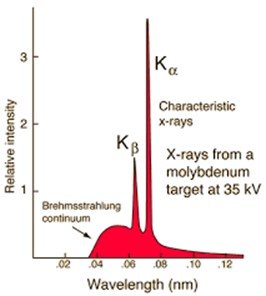 Kα
Kβ
Characteristic
x-rays
X-rays from a
molybdenum
target at 35 kV
Brehmsstrahlung
continuum
Relative intensity
3
2
1
.02 .04 .06 .08 .10 .12
Wavelength (nm)